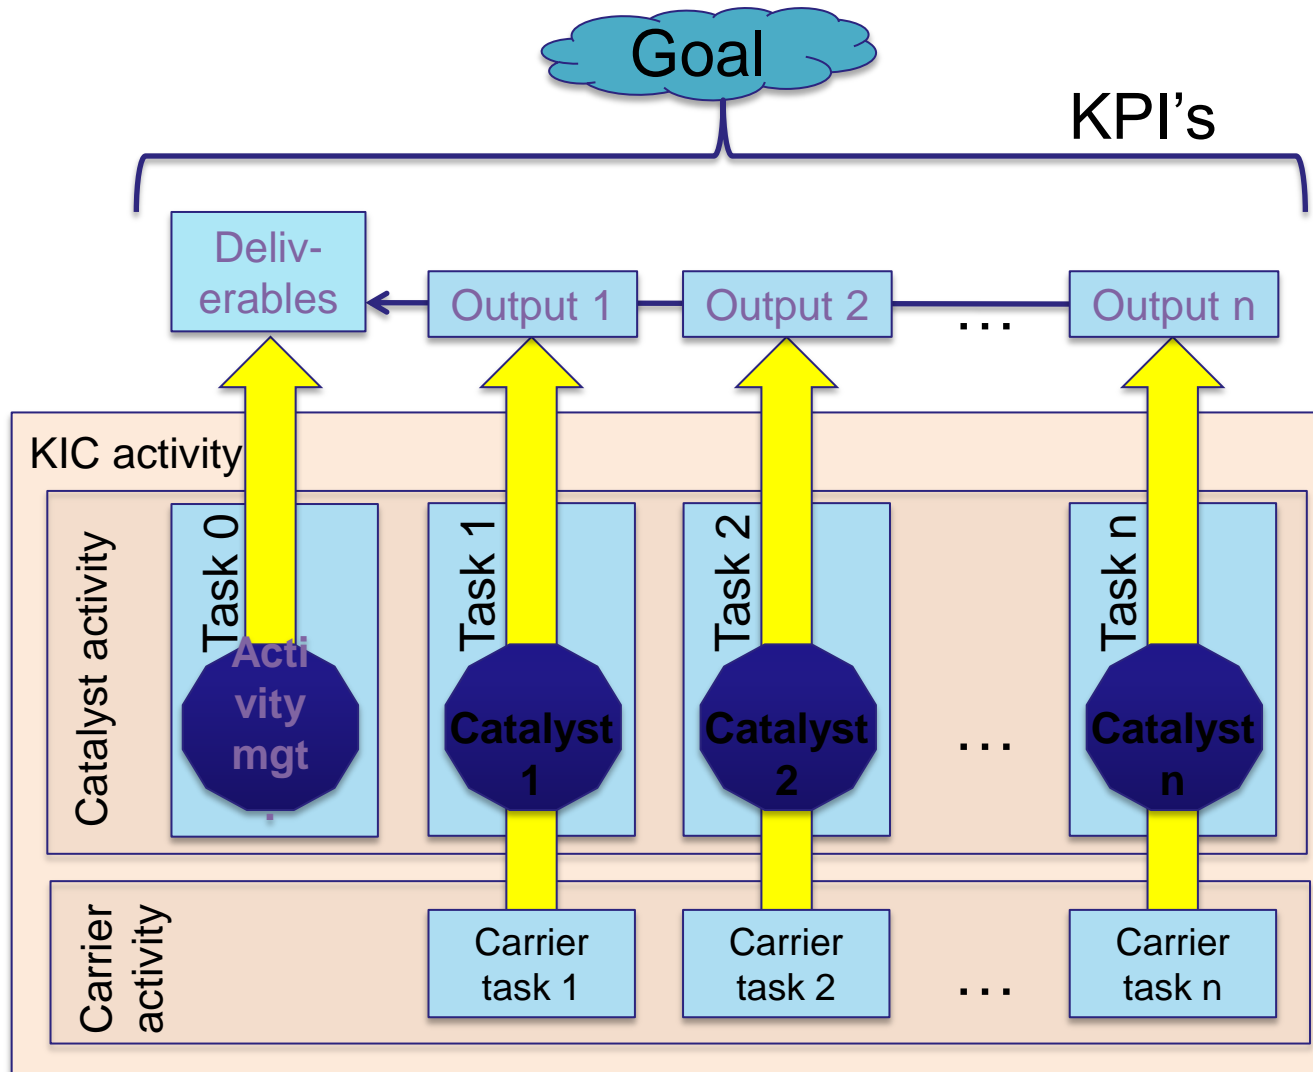 Goal
KPI's
Deliv-
erables
Output 1
Output 2
...
Output n
KIC activity
Catalyst activity
Task 0
Acti
vity
mgt
.
Task 1
Catalyst
1
Task 2
Catalyst
2
...
Task n
Catalyst
n
Carrier
activity
Carrier
task 1
Carrier
task 2
...
Carrier
task n